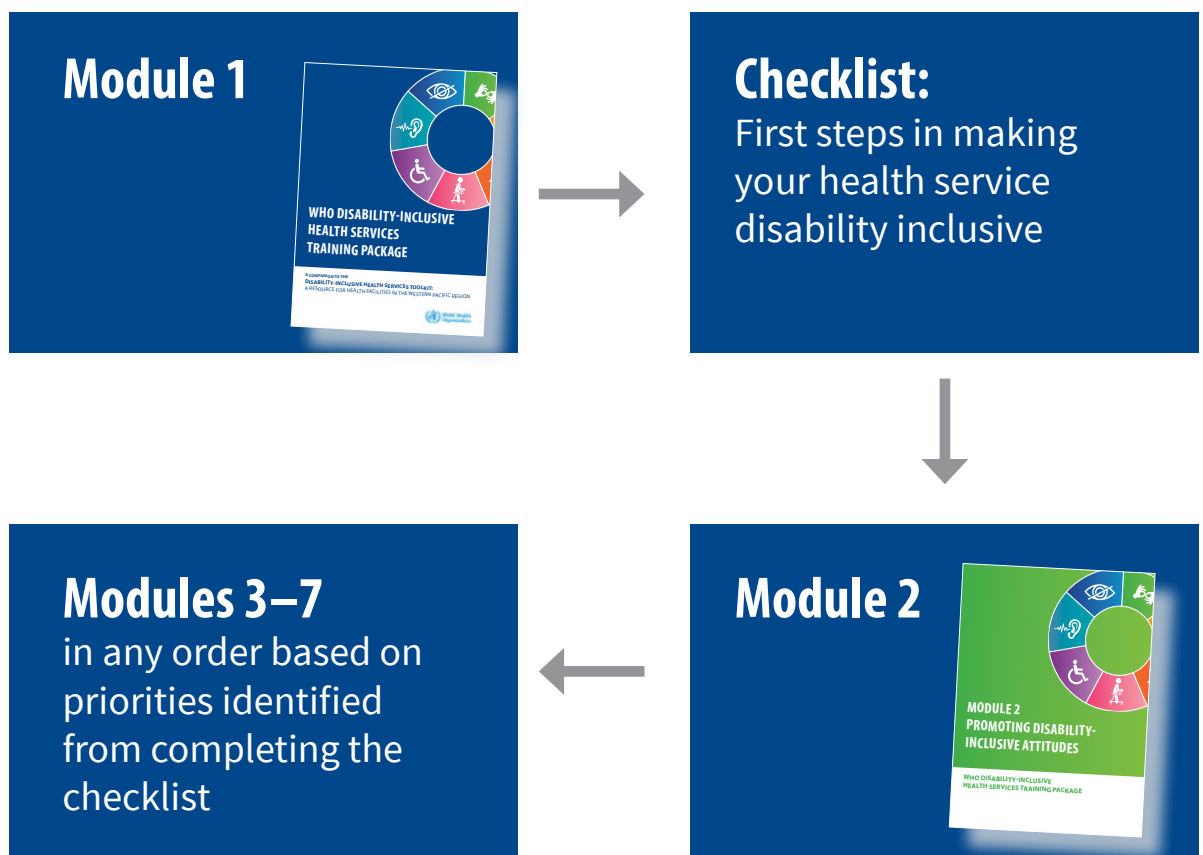 Module 1
WHO DISABILITY-INCLUSIVE
HEALTH SERVICES
TRAINING PACKAGE
A COMPANION TO THE
DISABILITY-INCLUSIVE HEALTH SERVICES TOOLKIT:
A RESOURCE FOR HEALTH FACILITIES IN THE WESTERN PACIFIC REGION
World Health
Organization
Checklist:
First steps in making
your health service
disability inclusive
Module 2
MODULE 2
PROMOTING DISABILITY-
INCLUSIVE ATTITUDES
WHO DISABILITY-INCLUSIVE
HEALTH SERVICES TRAINING PACKAGE
Modules 3–7
in any order based on
priorities identified
from completing the
checklist